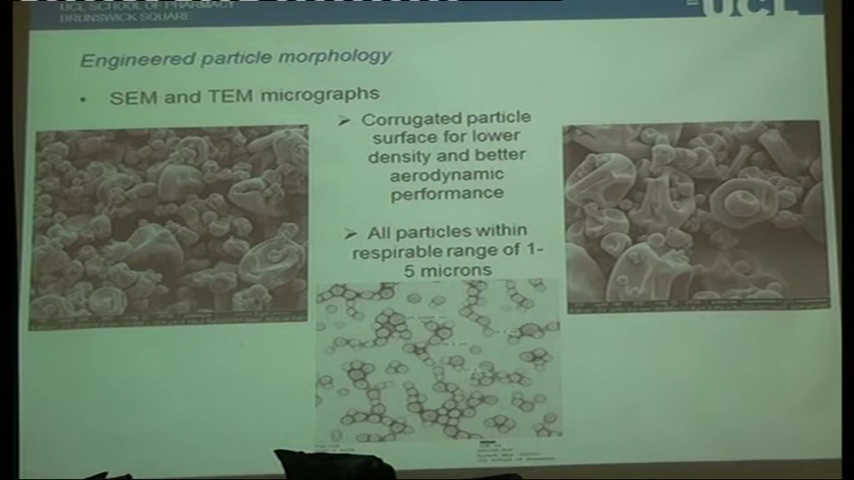 UCL SCHOOL OF PHARMACY
BRUNSWICK SQUARE
UCL
Engineered particle morphology
• SEM and TEM micrographs
➢ Corrugated particle
surface for lower
density and better
aerodynamic
performance
➢ All particles within
respirable range of 1-
5 microns